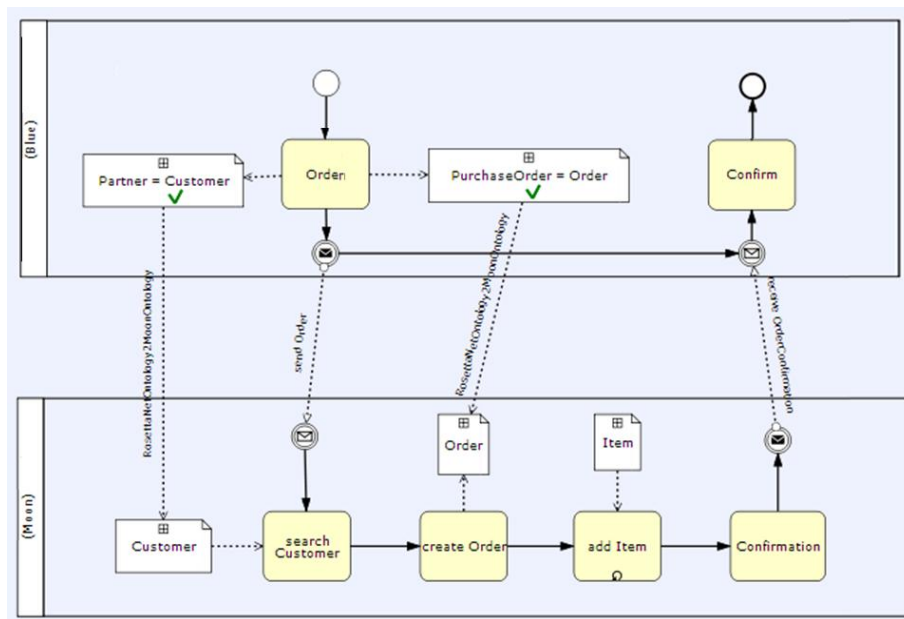 (Blue)
Order
Partner = Customer
PurchaseOrder = Order
Confirm
RosettaNetOntology2MoonOntology
send Order
RosettaNetOntology2MoonOntology
receive OrderConfirmation
(Moon)
Order
Item
Customer
search
Customer
create Order
add Item
Confirmation